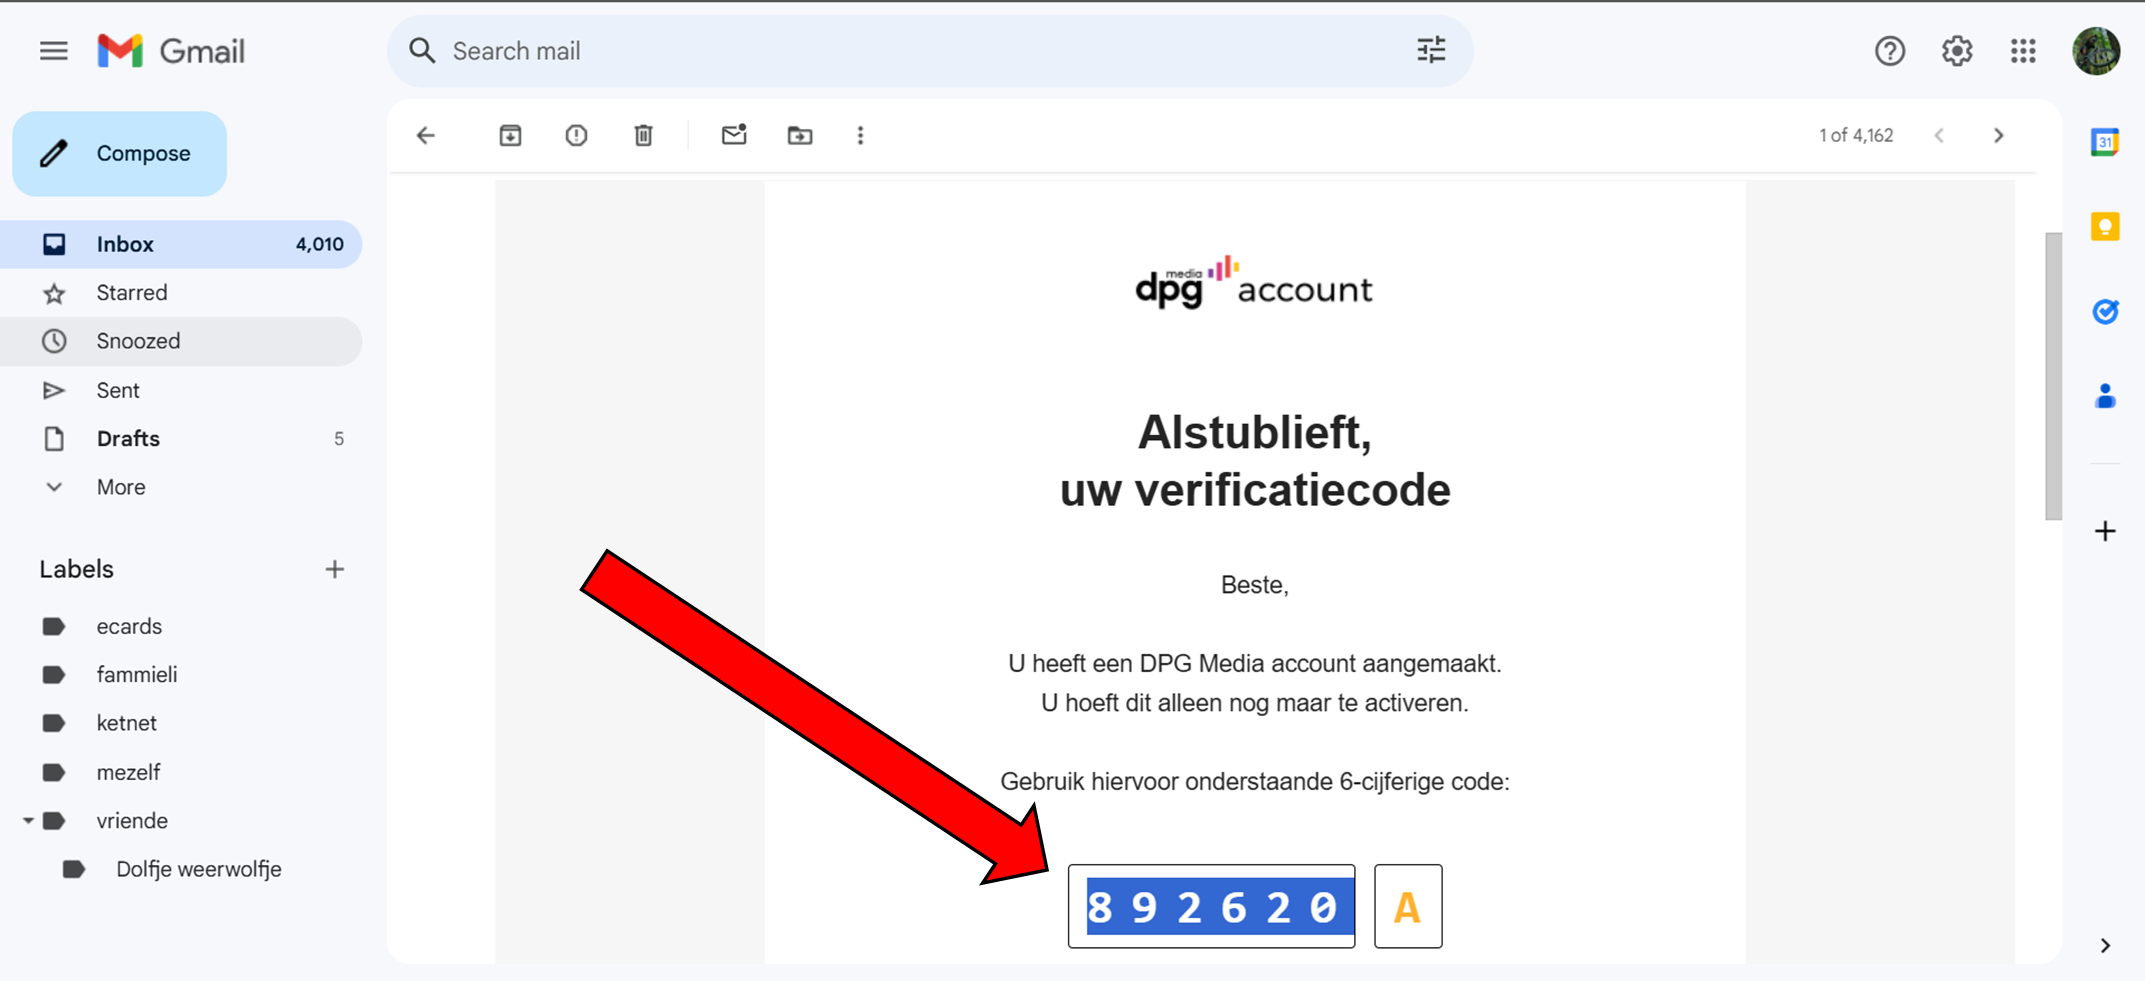 Gmail
Search mail
Compose
1 of 4,162
31
Inbox 4,010
Starred
Snoozed
Sent
Drafts 5
More
Labels
ecards
fammieli
ketnet
mezelf
vriende
Dolfje weerwolfje
dpg media account
Alstublieft,
uw verificatiecode
Beste,
U heeft een DPG Media account aangemaakt.
U hoeft dit alleen nog maar te activeren.
Gebruik hiervoor onderstaande 6-cijferige code:
8 9 2 6 2 0 A